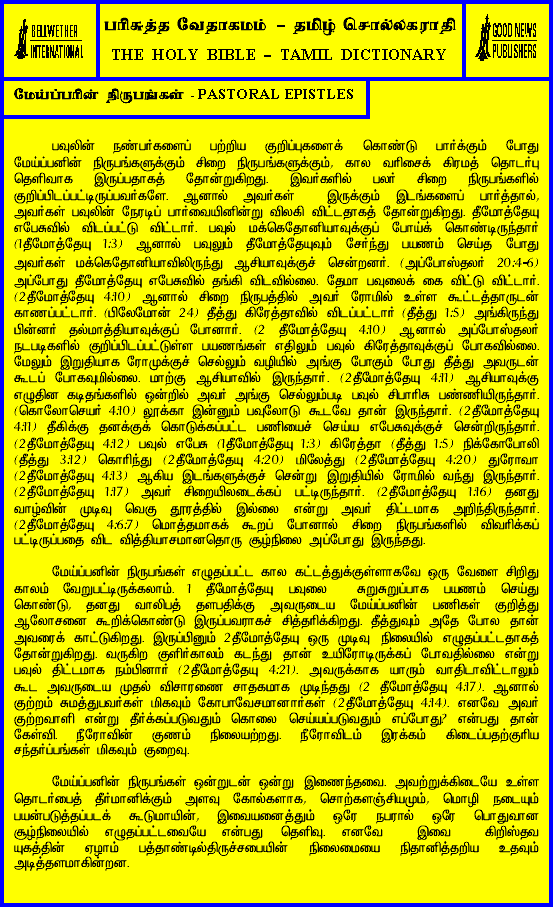 BELLWETHER
INTERNATIONAL
பரிசுத்த வேதாகமம் – தமிழ் சொல்லகராதி
THE HOLY BIBLE – TAMIL DICTIONARY
GOOD NEWS
PUBLISHERS
மேய்ப்பரின் நிருபங்கள் - PASTORAL EPISTLES
பவுலின் நண்பர்களைப் பற்றிய குறிப்புகளைக் கொண்டு பார்க்கும் போது
மேய்ப்பனின் நிருபங்களுக்கும் சிறை நிருபங்களுக்கும், கால வரிசைக் கிரமத் தொடர்பு
தெளிவாக இருப்பதாகத் தோன்றுகிறது. இவர்களில் பலர் சிறை நிருபங்களில்
குறிப்பிடப்பட்டிருப்பவர்களே. ஆனால் அவர்கள் இருக்கும் இடங்களைப் பார்த்தால்,
அவர்கள் பவுலின் நேரடிப் பார்வையினின்று விலகி விட்டதாகத் தோன்றுகிறது. தீமோத்தேயு
எபேசுவில் விடப்பட்டு விட்டார். பவுல் மக்கெதோனியாவுக்குப் போய்க் கொண்டிருந்தார்
(1தீமோத்தேயு 1:3) ஆனால் பவுலும் தீமோத்தேயுவும் சேர்ந்து பயணம் செய்த போது
அவர்கள் மக்கெதோனியாவிலிருந்து ஆசியாவுக்குச் சென்றனர். (அப்போஸ்தலர் 20:4-6)
அப்போது தீமோத்தேயு எபேசுவில் தங்கி விடவில்லை. தேமா பவுலைக் கை விட்டு விட்டார்.
(2தீமோத்தேயு 4:10) ஆனால் சிறை நிருபத்தில் அவர் ரோமில் உள்ள கூட்டத்தாருடன்
காணப்பட்டார். (பிலேமோன் 24) தீத்து கிரேத்தாவில் விடப்பட்டார் (தீத்து 1:5) அங்கிருந்து
பின்னர் தல்மாத்தியாவுக்குப் போனார். (2 தீமோத்தேயு 4:10) ஆனால் அப்போஸ்தலர்
நடபடிகளில் குறிப்பிடப்பட்டுள்ள பயணங்கள் எதிலும் பவுல் கிரேத்தாவுக்குப் போகவில்லை.
மேலும் இறுதியாக ரோமுக்குச் செல்லும் வழியில் அங்கு போகும் போது தீத்து அவருடன்
கூடப் போகவுமில்லை. மாற்கு ஆசியாவில் இருந்தார். (2தீமோத்தேயு 4:11) ஆசியாவுக்கு
எழுதின கடிதங்களில் ஒன்றில் அவர் அங்கு செல்லும்படி பவுல் சிபாரிசு பண்ணியிருந்தார்.
(கொலோசெயர் 4:10) லூக்கா இன்னும் பவுலோடு கூடவே தான் இருந்தார். (2தீமோத்தேயு
4:11) தீகிக்கு தனக்குக் கொடுக்கப்பட்ட பணியைச் செய்ய எபேசுவுக்குச் சென்றிருந்தார்.
(2தீமோத்தேயு 4:12) பவுல் எபேசு (1தீமோத்தேயு 1:3) கிரேத்தா (தீத்து 1:5) நிக்கோபோலி
(தீத்து 3:12) கொரிந்து (2தீமோத்தேயு 4:20) மிலேத்து (2தீமோத்தேயு 4:20) துரோவா
(2தீமோத்தேயு 4:13) ஆகிய இடங்களுக்குச் சென்று இறுதியில் ரோமில் வந்து இருந்தார்.
(2தீமோத்தேயு 1:17) அவர் சிறையிலடைக்கப் பட்டிருந்தார். (2தீமோத்தேயு 1:16) தனது
வாழ்வின் முடிவு வெகு தூரத்தில் இல்லை என்று அவர் திட்டமாக அறிந்திருந்தார்.
(2தீமோத்தேயு 4:6,7) மொத்தமாகக் கூறப் போனால் சிறை நிருபங்களில் விவரிக்கப்
பட்டிருப்பதை விட வித்தியாசமானதொரு சூழ்நிலை அப்போது இருந்தது.
மேய்ப்பனின் நிருபங்கள் எழுதப்பட்ட கால கட்டத்துக்குள்ளாகவே ஒரு வேளை சிறிது
காலம் வேறுபட்டிருக்கலாம். 1 தீமோத்தேயு பவுலை சுறுசுறுப்பாக பயணம் செய்து
கொண்டு, தனது வாலிபத் தளபதிக்கு அவருடைய மேய்ப்பனின் பணிகள் குறித்து
ஆலோசனை கூறிக்கொண்டு இருப்பவராகச் சித்தரிக்கிறது. தீத்துவும் அதே போல தான்
அவரைக் காட்டுகிறது. இருப்பினும் 2தீமோத்தேயு ஒரு முடிவு நிலையில் எழுதப்பட்டதாகத்
தோன்றுகிறது. வருகிற குளிர்காலம் கடந்து தான் உயிரோடிருக்கப் போவதில்லை என்று
பவுல் திட்டமாக நம்பினார் (2தீமோத்தேயு 4:21). அவருக்காக யாரும் வாதிடாவிட்டாலும்
கூட அவருடைய முதல் விசாரணை சாதகமாக முடிந்தது (2 தீமோத்தேயு 4:17). ஆனால்
குற்றம் சுமத்துபவர்கள் மிகவும் கோபாவேசமானார்கள் (2தீமோத்தேயு 4:14). எனவே அவர்
குற்றவாளி என்று தீர்க்கப்படுவதும் கொலை செய்யப்படுவதும் எப்போது? என்பது தான்
கேள்வி. நீரோவின் குணம் நிலையற்றது. நீரோவிடம் இரக்கம் கிடைப்பதற்குரிய
சந்தர்ப்பங்கள் மிகவும் குறைவு.
மேய்ப்பனின் நிருபங்கள் ஒன்றுடன் ஒன்று இணைந்தவை. அவற்றுக்கிடையே உள்ள
தொடர்பைத் தீர்மானிக்கும் அளவு கோல்களாக, சொற்களஞ்சியமும், மொழி நடையும்
பயன்படுத்தப்படக் கூடுமாயின், இவையனைத்தும் ஒரே நபரால் ஒரே பொதுவான
சூழ்நிலையில் எழுதப்பட்டவையே என்பது தெளிவு. எனவே இவை கிறிஸ்தவ
யுகத்தின் ஏழாம் பத்தாண்டில்திருச்சபையின் நிலைமையை நிதானித்தறிய உதவும்
அடித்தளமாகின்றன.